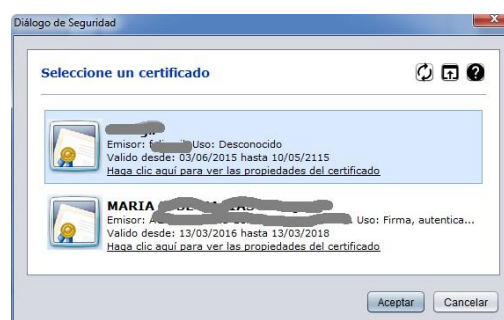 Diálogo de Seguridad
Seleccione un certificado
Emisor: Uso: Desconocido
Valido desde: 03/06/2015 hasta 10/05/2115
Haga clic aquí para ver las propiedades del certificado
MARIA
Emisor: Uso: Firma, autentica...
Valido desde: 13/03/2016 hasta 13/03/2018
Haga clic aquí para ver las propiedades del certificado
Aceptar Cancelar